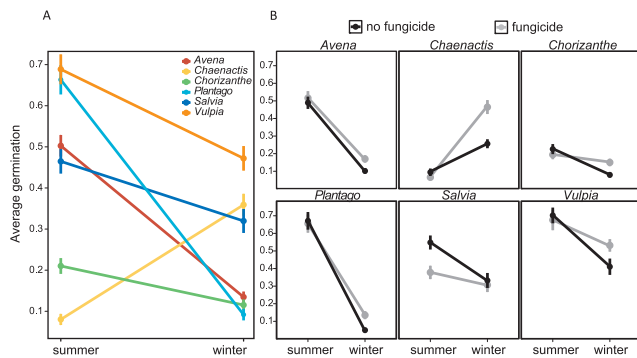 A
B
no fungicide
fungicide
Avena
Chaenactis
Chorizanthe
Plantago
Salvia
Vulpia
Average germination
0.7
0.6
0.5
0.4
0.3
0.2
0.1
summer
winter
Avena
Chaenactis
Chorizanthe
0.7
0.6
0.5
0.4
0.3
0.2
0.1
Plantago
Salvia
Vulpia
0.7
0.6
0.5
0.4
0.3
0.2
0.1
summer
winter
summer
winter
summer
winter